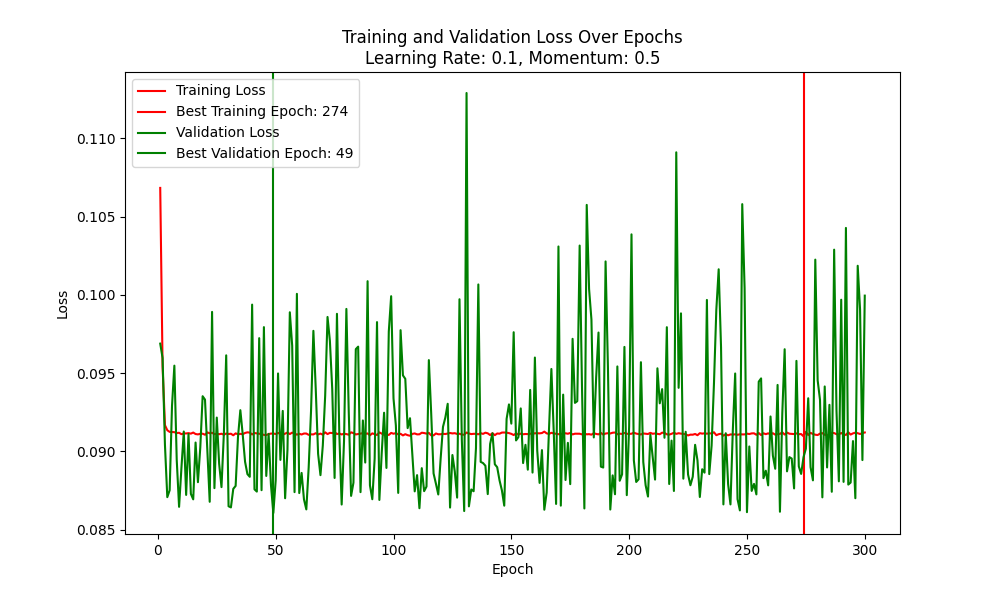 Training and Validation Loss Over Epochs
Learning Rate: 0.1, Momentum: 0.5
Training Loss
Best Training Epoch: 274
Validation Loss
Best Validation Epoch: 49
Loss
0.110
0.105
0.100
0.095
0.090
0.085
0 50 100 150 200 250 300
Epoch